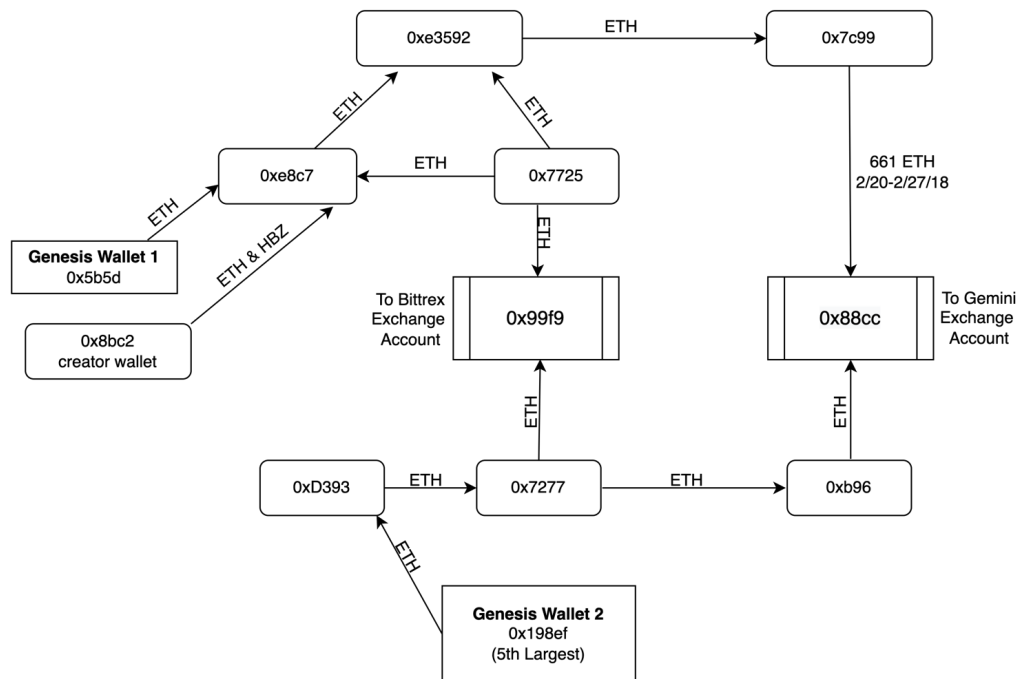 0xe3592
ETH
0x7c99
ETH
ETH
0xe8c7
ETH
0x7725
661 ETH
2/20-2/27/18
ETH
ETH
Genesis Wallet 1
0x5b5d
ETH & HBZ
To Bittrex
Exchange
Account
0x99f9
0x88cc
To Gemini
Exchange
Account
0x8bc2
creator wallet
ETH
ETH
0xD393
ETH
0x7277
ETH
0xb96
ETH
Genesis Wallet 2
0x198ef
(5th Largest)